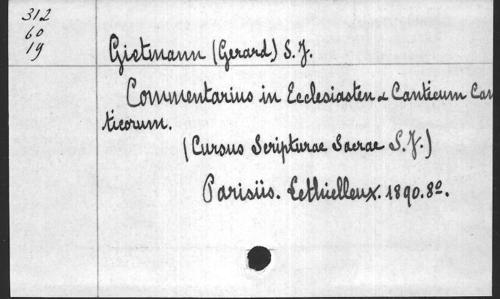 312
60
19
Gietmann (Gerard) S.J.
Commentarius in Ecclesiasten & Canticum Can
ticorum.
(Cursus Scripturae Sacrae S.J.)
Parisiis. Lethielleux. 1890. 8º.